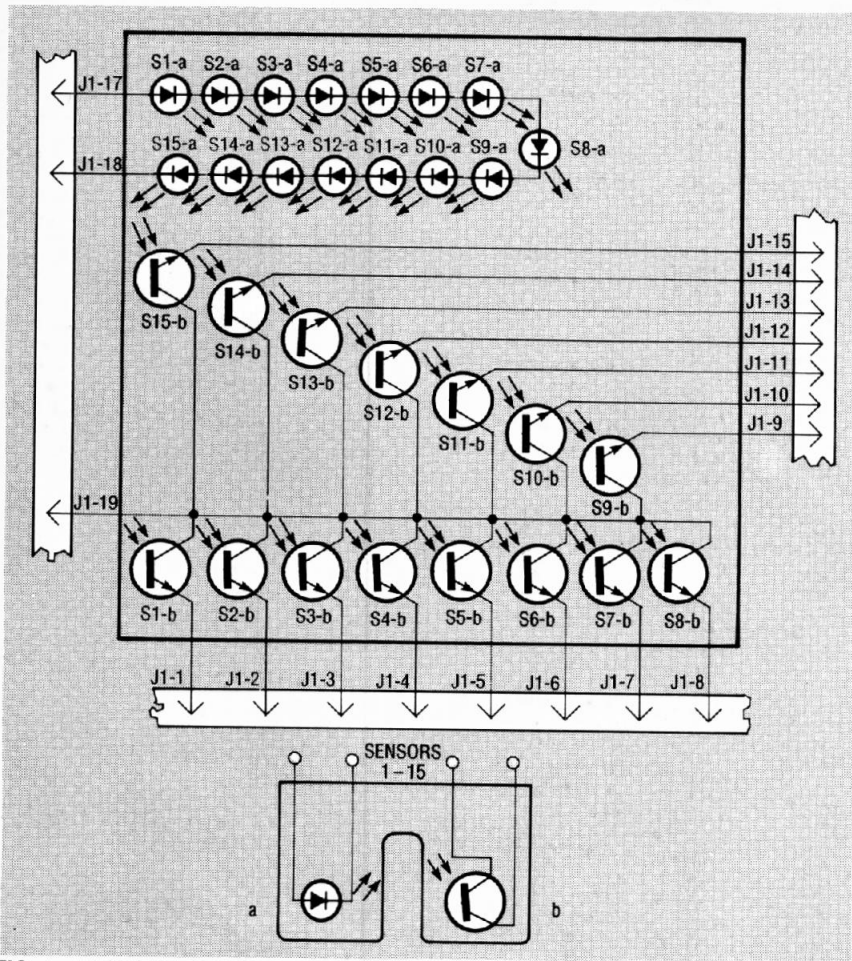 S1-a S2-a S3-a S4-a S5-a S6-a S7-a
J1-17
S8-a
S15-a S14-a S13-a S12-a S11-a S10-a S9-a
J1-18
J1-15
J1-14
J1-13
J1-12
J1-11
J1-10
J1-9
S15-b
S14-b
S13-b
S12-b
S11-b
S10-b
S9-b
J1-19
S1-b S2-b S3-b S4-b S5-b S6-b S7-b S8-b
J1-1 J1-2 J1-3 J1-4 J1-5 J1-6 J1-7 J1-8
SENSORS
1–15
a b